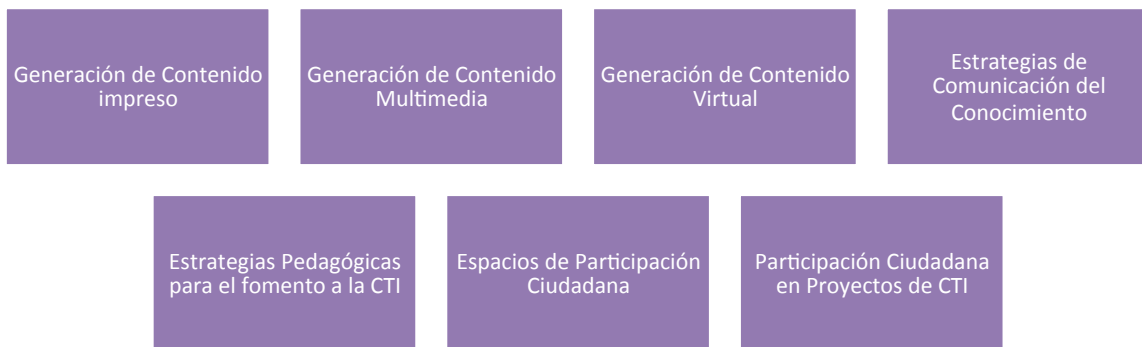 Generación de Contenido
impreso
Generación de Contenido
Multimedia
Generación de Contenido
Virtual
Estrategias de
Comunicación del
Conocimiento
Estrategias Pedagógicas
para el fomento a la CTI
Espacios de Participación
Ciudadana
Participación Ciudadana
en Proyectos de CTI